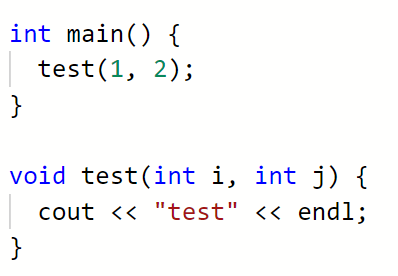 int main() {
  test(1, 2);
}

void test(int i, int j) {
  cout << "test" << endl;
}